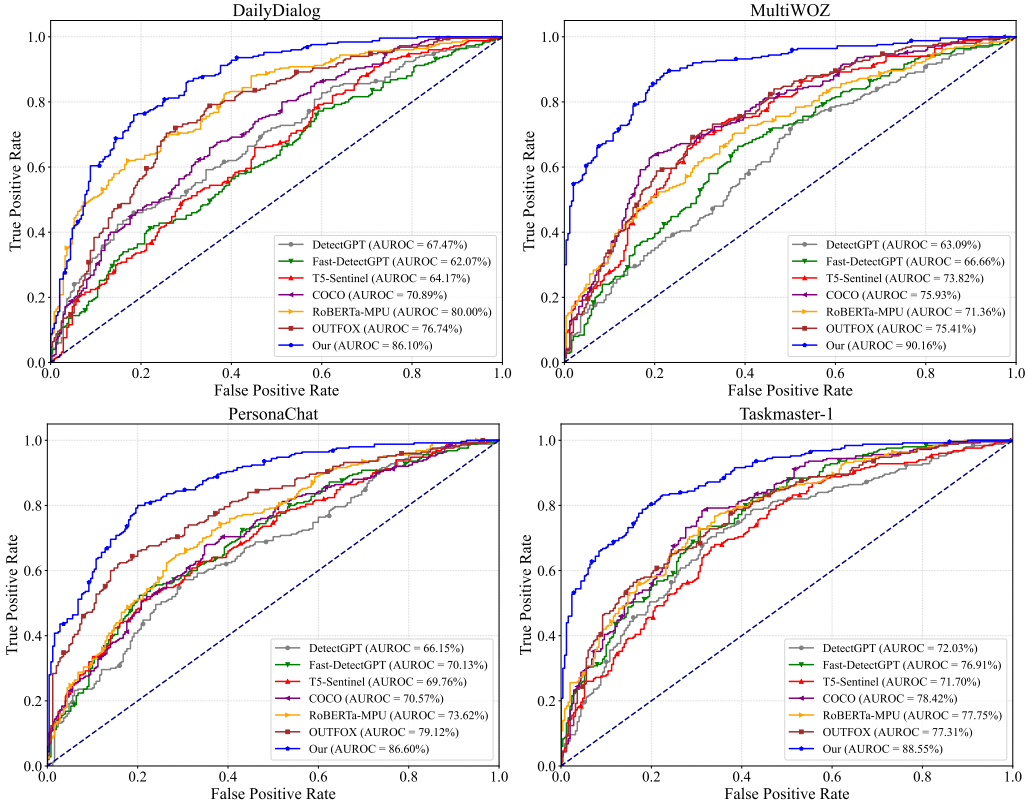 DailyDialog
True Positive Rate
1.0
0.8
0.6
0.4
0.2
0.0
DetectGPT (AUROC = 67.47%)
Fast-DetectGPT (AUROC = 62.07%)
T5-Sentinel (AUROC = 64.17%)
COCO (AUROC = 70.89%)
RoBERTa-MPU (AUROC = 80.00%)
OUTFOX (AUROC = 76.74%)
Our (AUROC = 86.10%)
0.0 0.2 0.4 0.6 0.8 1.0
False Positive Rate
MultiWOZ
True Positive Rate
1.0
0.8
0.6
0.4
0.2
0.0
DetectGPT (AUROC = 63.09%)
Fast-DetectGPT (AUROC = 66.66%)
T5-Sentinel (AUROC = 73.82%)
COCO (AUROC = 75.93%)
RoBERTa-MPU (AUROC = 71.36%)
OUTFOX (AUROC = 75.41%)
Our (AUROC = 90.16%)
0.0 0.2 0.4 0.6 0.8 1.0
False Positive Rate
PersonaChat
True Positive Rate
1.0
0.8
0.6
0.4
0.2
0.0
DetectGPT (AUROC = 66.15%)
Fast-DetectGPT (AUROC = 70.13%)
T5-Sentinel (AUROC = 69.76%)
COCO (AUROC = 70.57%)
RoBERTa-MPU (AUROC = 73.62%)
OUTFOX (AUROC = 79.12%)
Our (AUROC = 86.60%)
0.0 0.2 0.4 0.6 0.8 1.0
False Positive Rate
Taskmaster-1
True Positive Rate
1.0
0.8
0.6
0.4
0.2
0.0
DetectGPT (AUROC = 72.03%)
Fast-DetectGPT (AUROC = 76.91%)
T5-Sentinel (AUROC = 71.70%)
COCO (AUROC = 78.42%)
RoBERTa-MPU (AUROC = 77.75%)
OUTFOX (AUROC = 77.31%)
Our (AUROC = 88.55%)
0.0 0.2 0.4 0.6 0.8 1.0
False Positive Rate